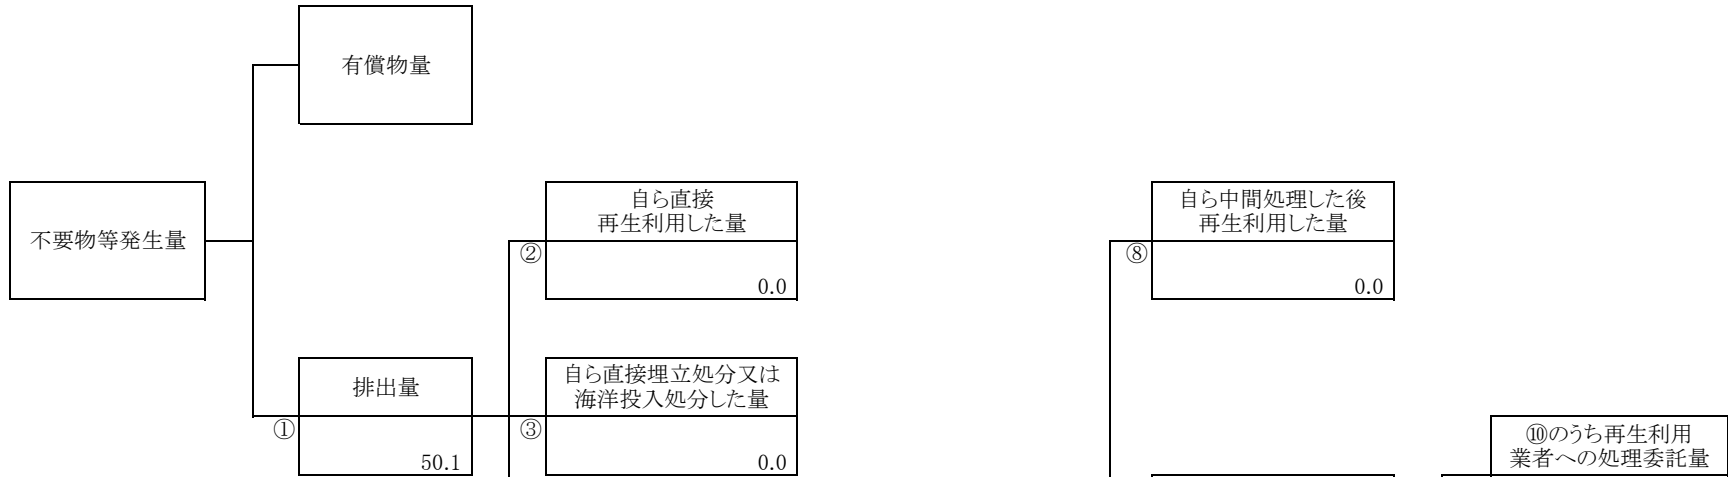 有償物量
不要物等発生量
自ら直接
再生利用した量
②
0.0
自ら中間処理した後
再生利用した量
⑧
0.0
排出量
①
50.1
自ら直接埋立処分又は
海洋投入処分した量
③
0.0
⑩のうち再生利用
業者への処理委託量